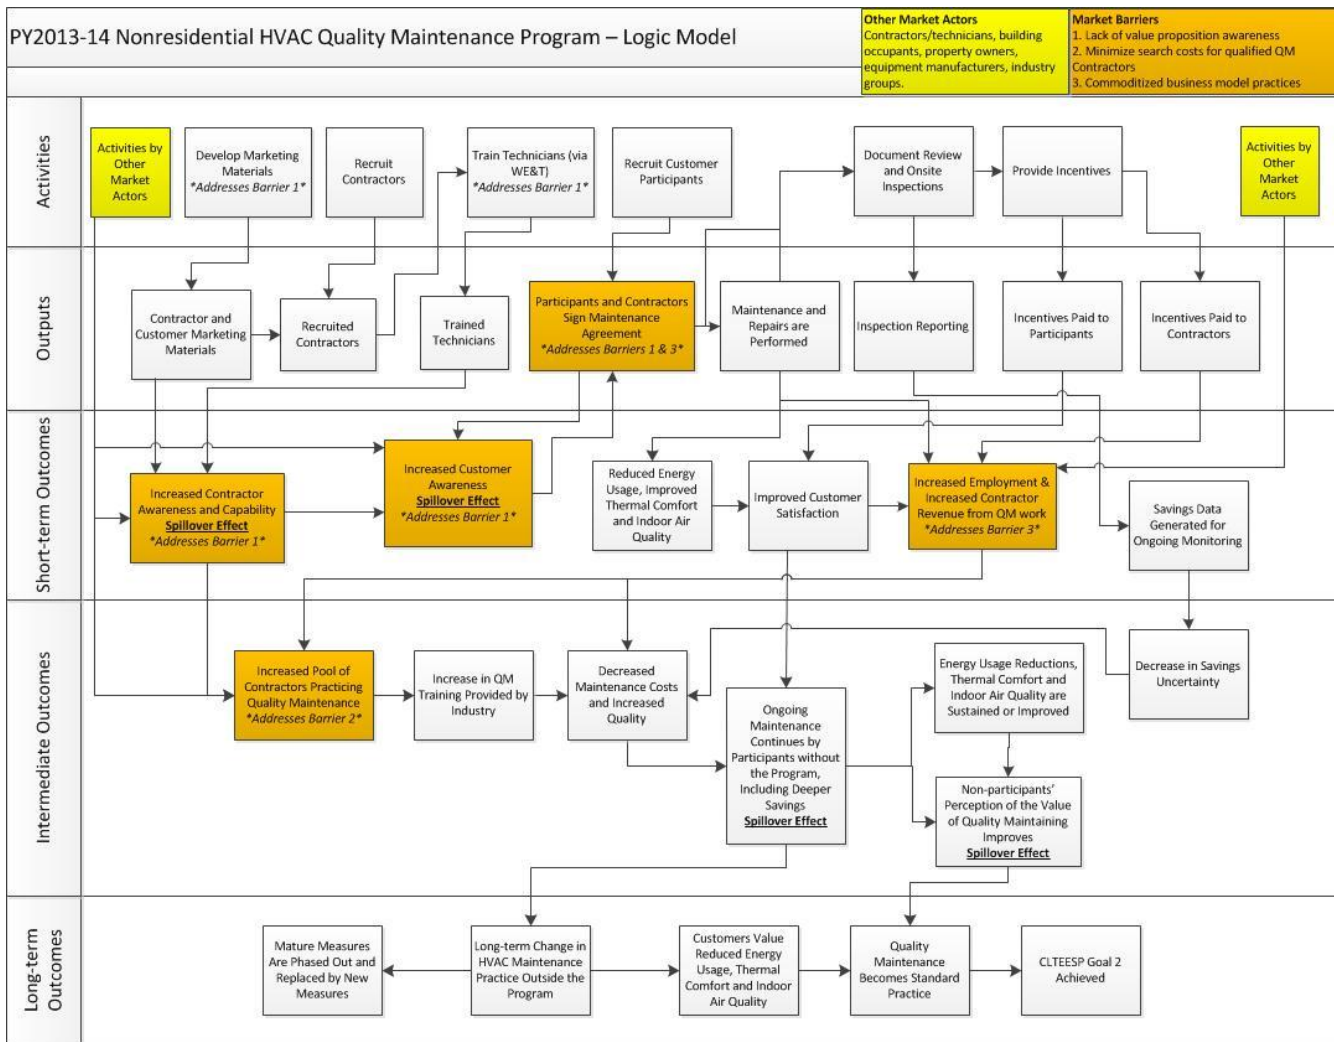 PY2013-14 Nonresidential HVAC Quality Maintenance Program – Logic Model
Other Market Actors
Contractors/technicians, building
occupants, property owners,
equipment manufacturers, industry
groups.
Market Barriers
1. Lack of value proposition awareness
2. Minimize search costs for qualified QM
Contractors
3. Commoditized business model practices
Activities
Activities by
Other
Market
Actors
Develop Marketing
Materials
*Addresses Barrier 1*
Recruit
Contractors
Train Technicians (via
WE&T)
*Addresses Barrier 1*
Recruit Customer
Participants
Document Review
and Onsite
Inspections
Provide Incentives
Activities by
Other
Market
Actors
Outputs
Contractor and
Customer Marketing
Materials
Recruited
Contractors
Trained
Technicians
Participants and Contractors
Sign Maintenance
Agreement
*Addresses Barriers 1 & 3*
Maintenance and
Repairs are
Performed
Inspection Reporting
Incentives Paid to
Participants
Incentives Paid to
Contractors
Short-term Outcomes
Increased Contractor
Awareness and Capability
Spillover Effect
*Addresses Barrier 1*
Increased Customer
Awareness
Spillover Effect
*Addresses Barrier 1*
Reduced Energy
Usage, Improved
Thermal Comfort
and Indoor Air
Quality
Improved Customer
Satisfaction
Increased Employment &
Increased Contractor
Revenue from QM work
*Addresses Barrier 3*
Savings Data
Generated for
Ongoing Monitoring
Intermediate Outcomes
Increased Pool of
Contractors Practicing
Quality Maintenance
*Addresses Barrier 2*
Increase in QM
Training Provided by
Industry
Decreased
Maintenance Costs
and Increased
Quality
Ongoing
Maintenance
Continues by
Participants without
the Program,
Including Deeper
Savings
Spillover Effect
Energy Usage Reductions,
Thermal Comfort and
Indoor Air Quality are
Sustained or Improved
Decrease in Savings
Uncertainty
Non-participants'
Perception of the Value
of Quality Maintaining
Improves
Spillover Effect
Long-term
Outcomes
Mature Measures
Are Phased Out and
Replaced by New
Measures
Long-term Change in
HVAC Maintenance
Practice Outside the
Program
Customers Value
Reduced Energy
Usage, Thermal
Comfort and Indoor
Air Quality
Quality
Maintenance
Becomes Standard
Practice
CLTEESP Goal 2
Achieved